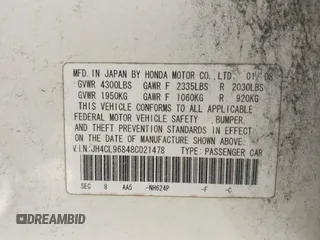 MFD. IN JAPAN BY HONDA MOTOR CO., LTD. 01/08
GVWR 4300LBS GAWR F 2335LBS R 2030LBS
GVWR 1950KG GAWR F 1060KG R 920KG
THIS VEHICLE CONFORMS TO ALL APPLICABLE
FEDERAL MOTOR VEHICLE SAFETY, BUMPER,
AND THEFT PREVENTION STANDARDS IN EFFECT
ON THE DATE OF MANUFACTURE SHOWN ABOVE.
V.I.N.: JH4CL96848C021478 TYPE: PASSENGER CAR
SEC 8 AA5 -NH624P -F -C
DREAMBID